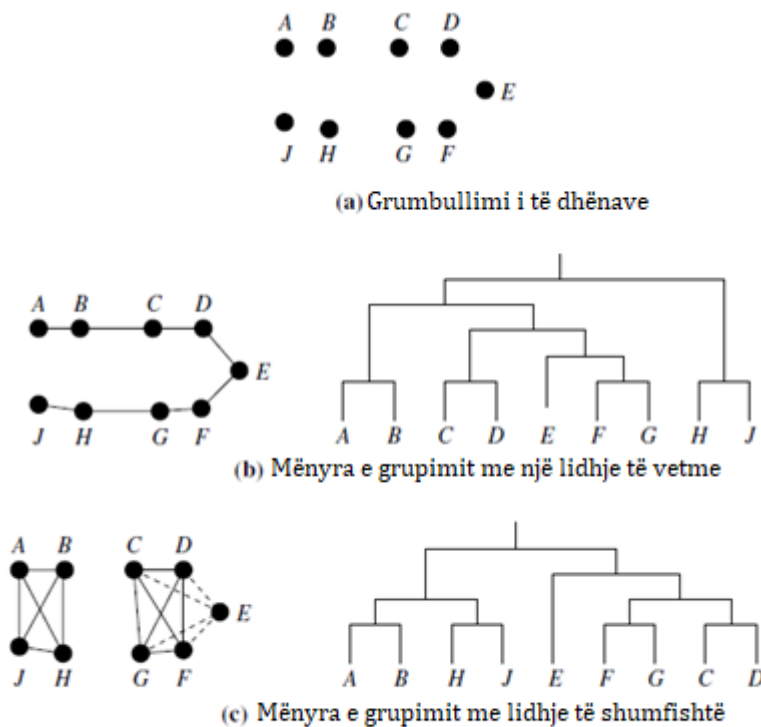 A B C D
E
J H G F
(a) Grumbullimi i të dhënave
A B C D
E
J H G F
A B C D E F G H J
(b) Mënyra e grupimit me një lidhje të vetme
A B C D
E
J H G F
A B H J E F G C D
(c) Mënyra e grupimit me lidhje të shumfishtë